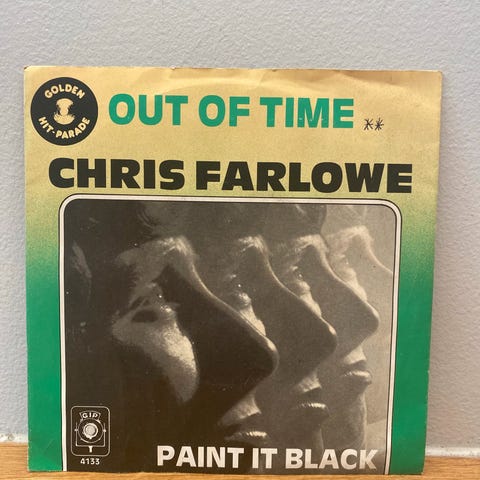 GOLDEN
HIT-PARADE
OUT OF TIME **
CHRIS FARLOWE
G.I.P.
4133
PAINT IT BLACK